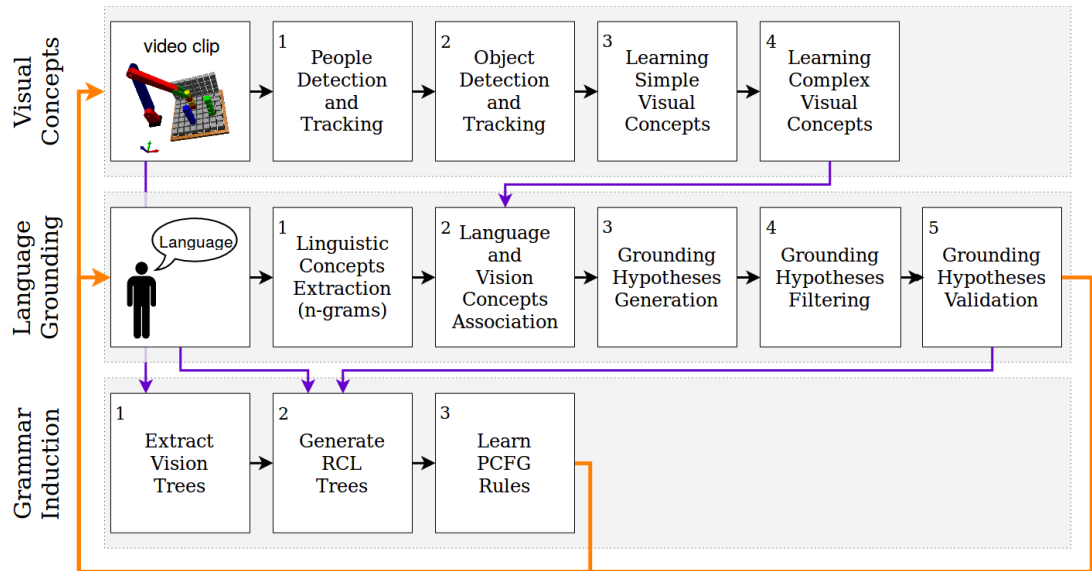 Visual
Concepts
video clip
1
People
Detection
and
Tracking
2
Object
Detection
and
Tracking
3
Learning
Simple
Visual
Concepts
4
Learning
Complex
Visual
Concepts
Language
Grounding
Language
1
Linguistic
Concepts
Extraction
(n-grams)
2
Language
and
Vision
Concepts
Association
3
Grounding
Hypotheses
Generation
4
Grounding
Hypotheses
Filtering
5
Grounding
Hypotheses
Validation
Grammar
Induction
1
Extract
Vision
Trees
2
Generate
RCL
Trees
3
Learn
PCFG
Rules